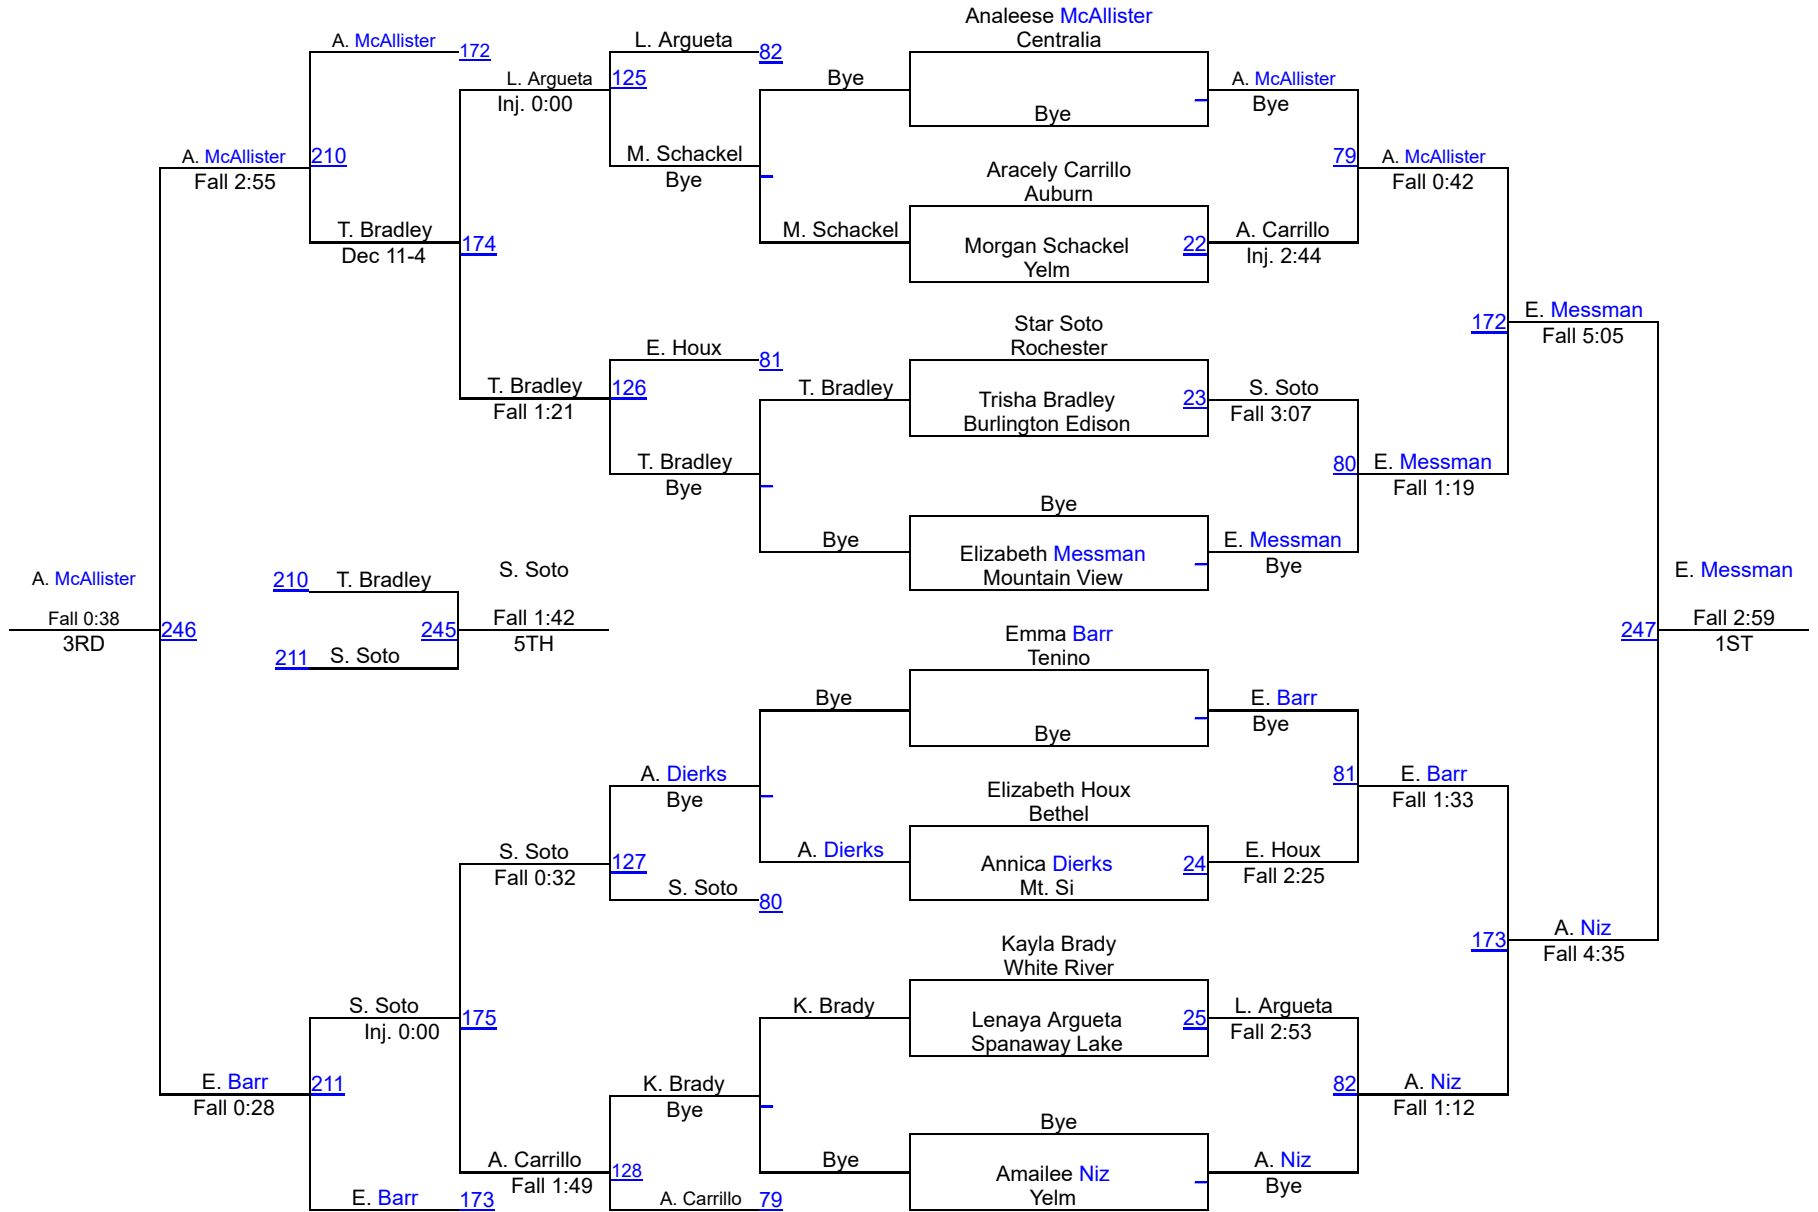 Analeese McAllister
Centralia
A. McAllister
172
L. Argueta
82
L. Argueta
125
Inj. 0:00
Bye
Bye
A. McAllister
Bye
A. McAllister
210
Fall 2:55
M. Schackel
Bye
Aracely Carrillo
Auburn
79
A. McAllister
Fall 0:42
T. Bradley
174
Dec 11-4
M. Schackel
Morgan Schackel
Yelm
22
A. Carrillo
Inj. 2:44
Star Soto
Rochester
172
E. Messman
Fall 5:05
E. Houx
81
T. Bradley
126
Fall 1:21
T. Bradley
Trisha Bradley
Burlington Edison
23
S. Soto
Fall 3:07
T. Bradley
Bye
80
E. Messman
Fall 1:19
Bye
Bye
Elizabeth Messman
Mountain View
E. Messman
Bye
A. McAllister
Fall 0:38
3RD
246
210
T. Bradley
S. Soto
245
Fall 1:42
5TH
211
S. Soto
E. Messman
247
Fall 2:59
1ST
Emma Barr
Tenino
Bye
Bye
E. Barr
Bye
A. Dierks
Bye
Elizabeth Houx
Bethel
81
E. Barr
Fall 1:33
S. Soto
127
Fall 0:32
A. Dierks
Annica Dierks
Mt. Si
24
E. Houx
Fall 2:25
S. Soto
80
Kayla Brady
White River
173
A. Niz
Fall 4:35
S. Soto
175
Inj. 0:00
K. Brady
Lenaya Argueta
Spanaway Lake
25
L. Argueta
Fall 2:53
E. Barr
211
Fall 0:28
K. Brady
Bye
82
A. Niz
Fall 1:12
Bye
A. Carrillo
128
Fall 1:49
Bye
Amailee Niz
Yelm
A. Niz
Bye
E. Barr
173
A. Carrillo
79